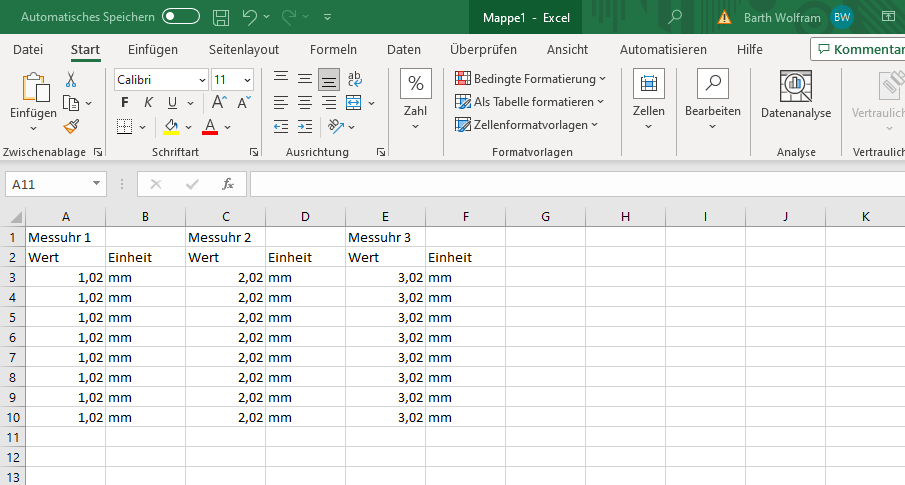 Automatisches Speichern Mappe1 - Excel Barth Wolfram BW
Datei Start Einfügen Seitenlayout Formeln Daten Überprüfen Ansicht Automatisieren Hilfe Kommentar
Einfügen
Zwischenablage
Calibri 11
F K U
Schriftart
Ausrichtung
% Zahl
Bedingte Formatierung
Als Tabelle formatieren
Zellenformatvorlagen
Formatvorlagen
Zellen
Bearbeiten
Datenanalyse
Analyse
Vertraulich
Vertraulich
A11 fx
A B C D E F G H I J K
1 Messuhr 1 Messuhr 2 Messuhr 3
2 Wert Einheit Wert Einheit Wert Einheit
3 1,02 mm 2,02 mm 3,02 mm
4 1,02 mm 2,02 mm 3,02 mm
5 1,02 mm 2,02 mm 3,02 mm
6 1,02 mm 2,02 mm 3,02 mm
7 1,02 mm 2,02 mm 3,02 mm
8 1,02 mm 2,02 mm 3,02 mm
9 1,02 mm 2,02 mm 3,02 mm
10 1,02 mm 2,02 mm 3,02 mm
11
12
13